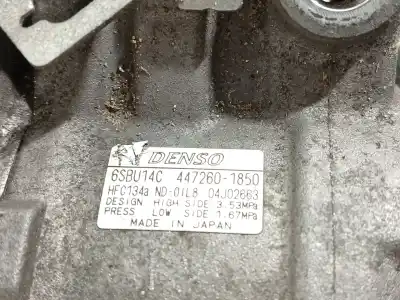 DENSO
6SBU14C 447260-1850
HFC134a ND-OIL8 04J02663
DESIGN HIGH SIDE 3.53MPa
PRESS LOW SIDE 1.67MPa
MADE IN JAPAN